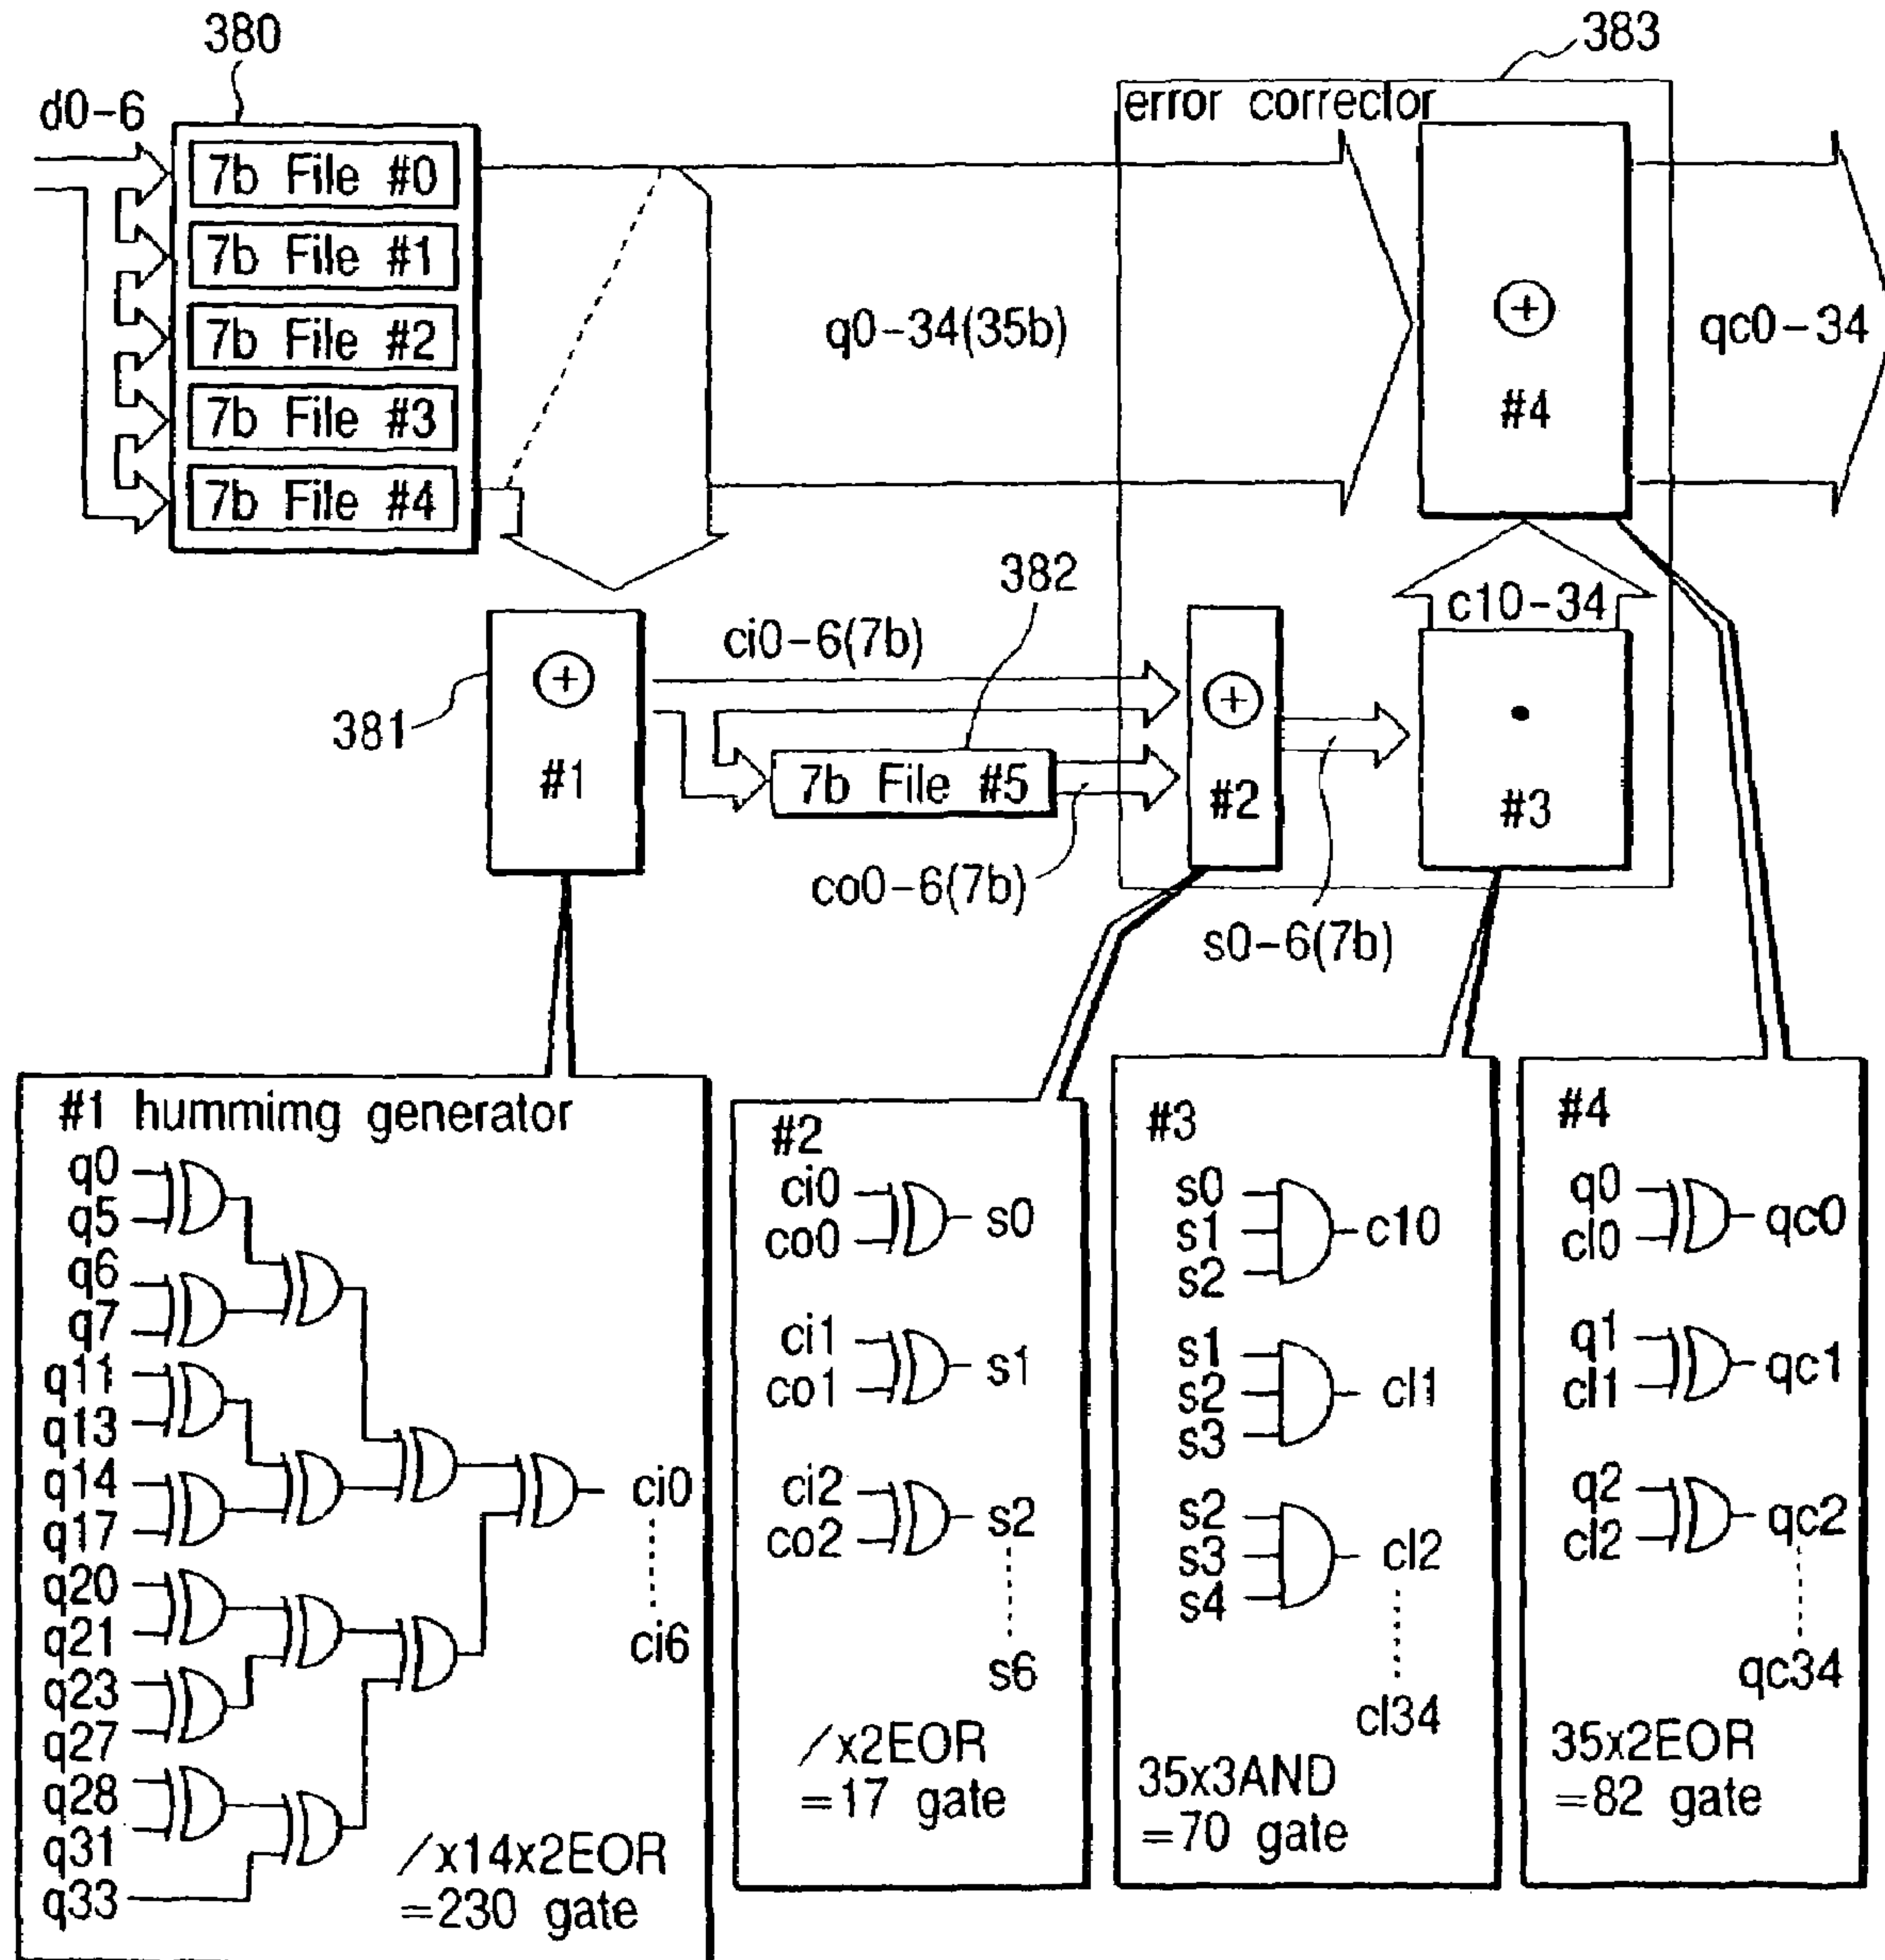 380
383
d0-6
error corrector
7b File #0
7b File #1
7b File #2
7b File #3
7b File #4
q0-34(35b)
#4
qc0-34
382
c10-34
ci0-6(7b)
381
#1
7b File #5
#2
#3
co0-6(7b)
s0-6(7b)
#1 hummimg generator
q0
q5
q6
q7
q11
q13
q14
q17
q20
q21
q23
q27
q28
q31
q33
ci0
ci6
/x14x2EOR
=230 gate
#2
ci0
co0
s0
ci1
co1
s1
ci2
co2
s2
s6
/x2EOR
=17 gate
#3
s0
s1
s2
c10
s1
s2
s3
cl1
s2
s3
s4
cl2
cl34
35x3AND
=70 gate
#4
q0
cl0
qc0
q1
cl1
qc1
q2
cl2
qc2
qc34
35x2EOR
=82 gate